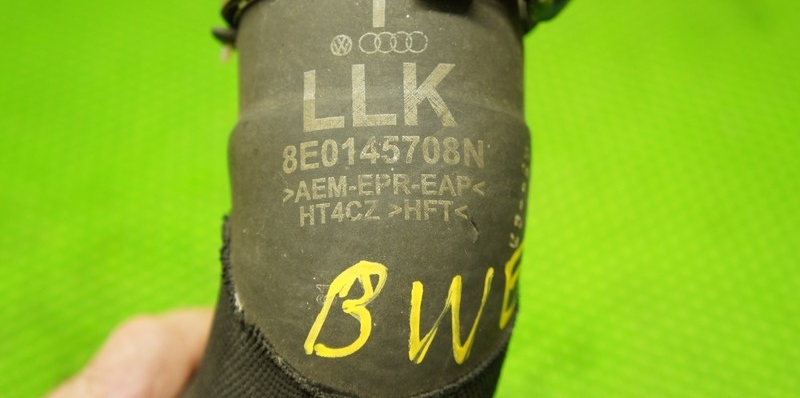 LLK
8E0145708N
>AEM-EPR-EAP<
HT4CZ >HFT<
BWE